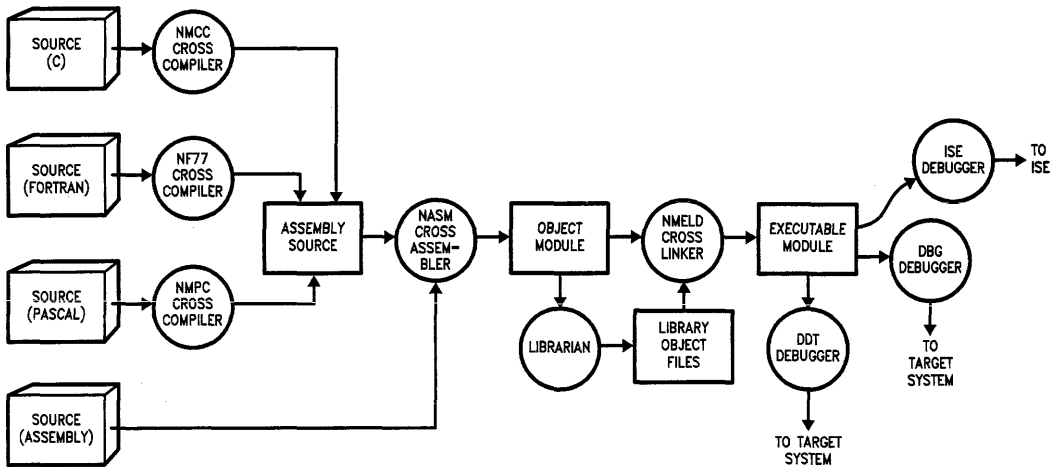 SOURCE
(C)
NMCC
CROSS
COMPILER
SOURCE
(FORTRAN)
NF77
CROSS
COMPILER
SOURCE
(PASCAL)
NMPC
CROSS
COMPILER
SOURCE
(ASSEMBLY)
ASSEMBLY
SOURCE
NASM
CROSS
ASSEM-
BLER
OBJECT
MODULE
LIBRARIAN
LIBRARY
OBJECT
FILES
NMELD
CROSS
LINKER
EXECUTABLE
MODULE
ISE
DEBUGGER
TO
ISE
DBG
DEBUGGER
TO
TARGET
SYSTEM
DDT
DEBUGGER
TO TARGET
SYSTEM